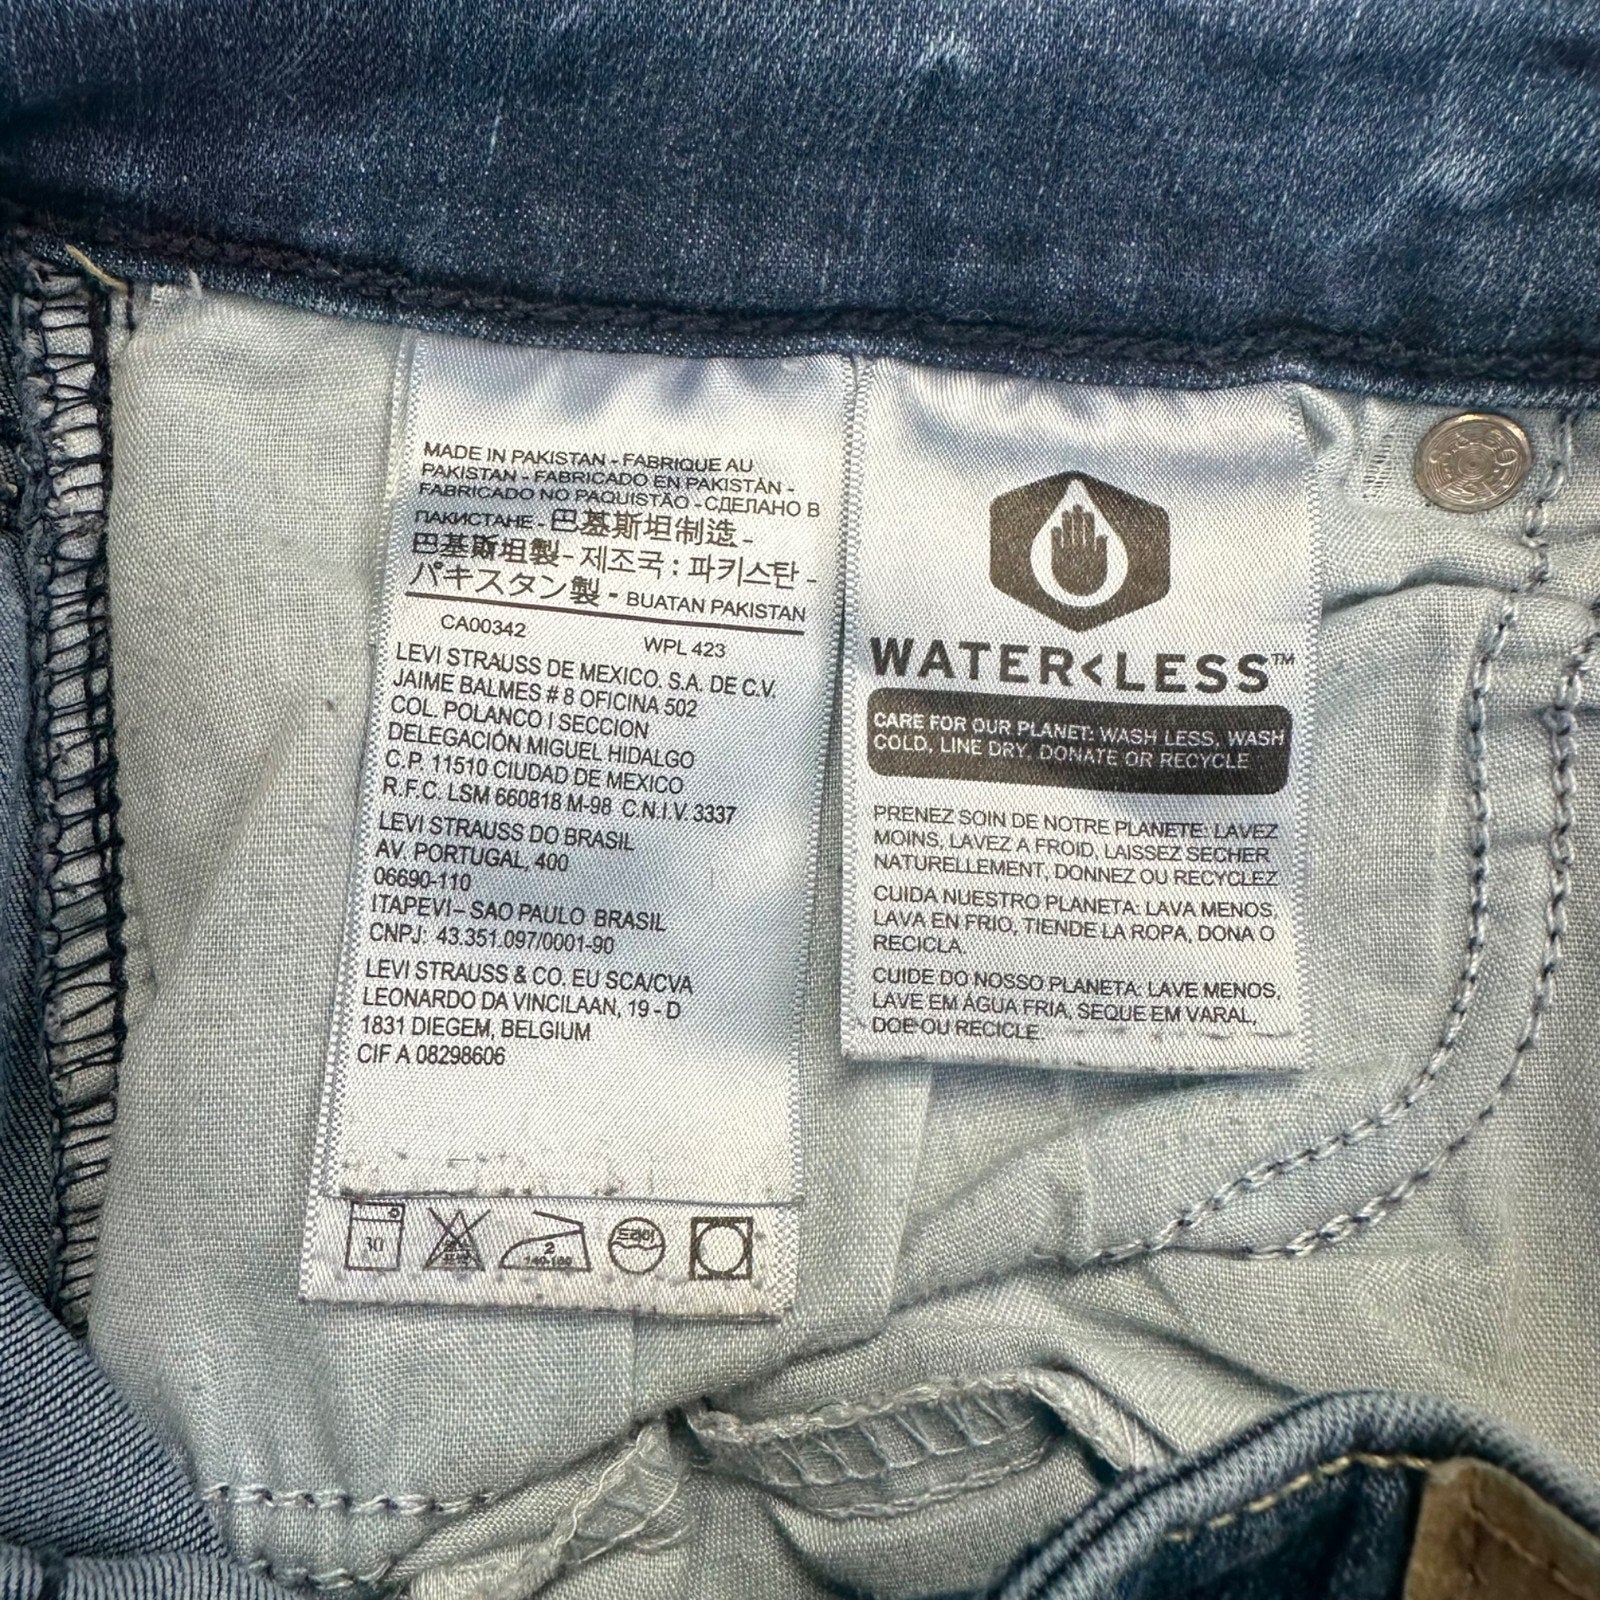 MADE IN PAKISTAN - FABRIQUE AU
PAKISTAN - FABRICADO EN PAKISTÁN -
FABRICADO NO PAQUISTÃO - СДЕЛАНО В
ПАКИСТАНЕ - 巴基斯坦制造 -
巴基斯坦製 - 제조국 : 파키스탄 -
パキスタン製 - BUATAN PAKISTAN
CA00342 WPL 423
LEVI STRAUSS DE MEXICO. S.A. DE C.V.
JAIME BALMES # 8 OFICINA 502
COL. POLANCO I SECCION
DELEGACIÓN MIGUEL HIDALGO
C.P. 11510 CIUDAD DE MEXICO
R.F.C. LSM 660818 M-98 C.N.I.V. 3337
LEVI STRAUSS DO BRASIL
AV. PORTUGAL, 400
06690-110
ITAPEVI– SAO PAULO BRASIL
CNPJ: 43.351.097/0001-90
LEVI STRAUSS & CO. EU SCA/CVA
LEONARDO DA VINCILAAN, 19 - D
1831 DIEGEM, BELGIUM
CIF A 08298606
30
2
드라이
WATER<LESS™
CARE FOR OUR PLANET: WASH LESS, WASH
COLD, LINE DRY, DONATE OR RECYCLE
PRENEZ SOIN DE NOTRE PLANETE: LAVEZ
MOINS, LAVEZ A FROID, LAISSEZ SECHER
NATURELLEMENT, DONNEZ OU RECYCLEZ
CUIDA NUESTRO PLANETA: LAVA MENOS,
LAVA EN FRIO, TIENDE LA ROPA, DONA O
RECICLA.
CUIDE DO NOSSO PLANETA: LAVE MENOS,
LAVE EM ÁGUA FRIA, SEQUE EM VARAL,
DOE OU RECICLE.